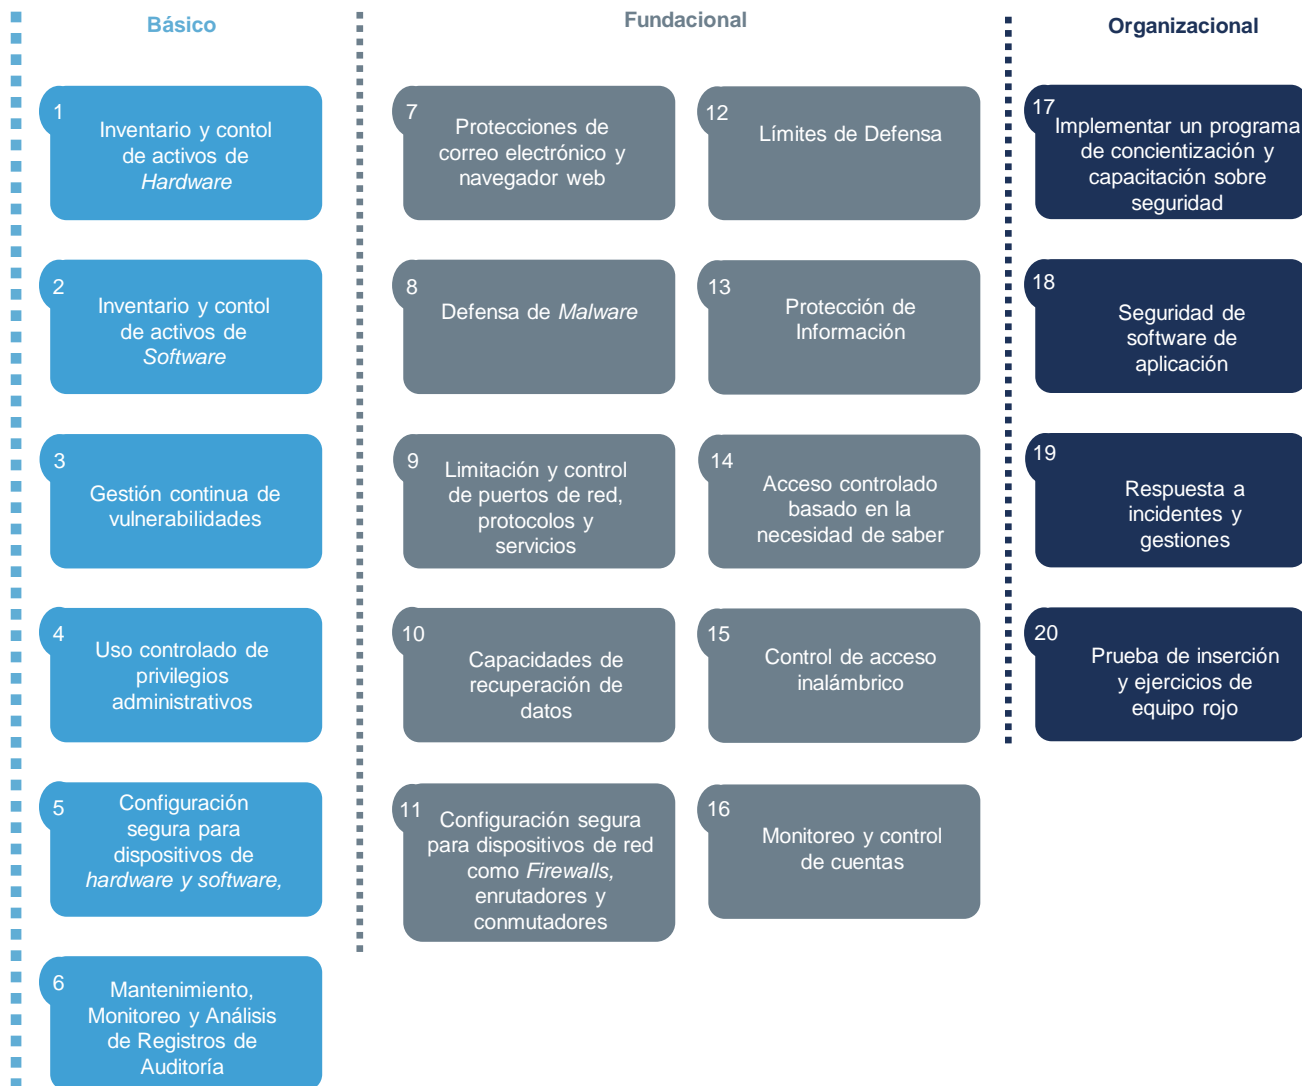 Básico
1
Inventario y contol
de activos de
Hardware
2
Inventario y contol
de activos de
Software
3
Gestión continua de
vulnerabilidades
4
Uso controlado de
privilegios
administrativos
5
Configuración
segura para
dispositivos de
hardware y software,
6
Mantenimiento,
Monitoreo y Análisis
de Registros de
Auditoría
Fundacional
7
Protecciones de
correo electrónico y
navegador web
8
Defensa de Malware
9
Limitación y control
de puertos de red,
protocolos y
servicios
10
Capacidades de
recuperación de
datos
11
Configuración segura
para dispositivos de red
como Firewalls,
enrutadores y
conmutadores
12
Límites de Defensa
13
Protección de
Información
14
Acceso controlado
basado en la
necesidad de saber
15
Control de acceso
inalámbrico
16
Monitoreo y control
de cuentas
Organizacional
17
Implementar un programa
de concientización y
capacitación sobre
seguridad
18
Seguridad de
software de
aplicación
19
Respuesta a
incidentes y
gestiones
20
Prueba de inserción
y ejercicios de
equipo rojo